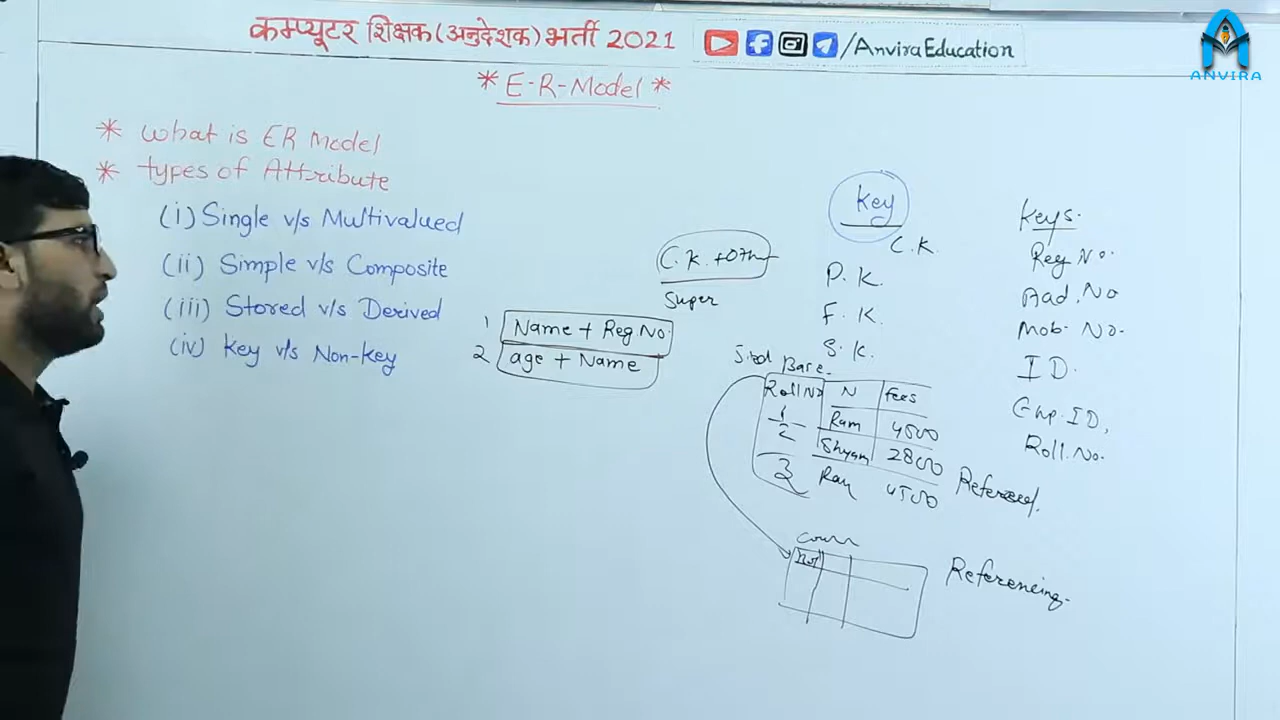 कम्प्यूटर शिक्षक (अनुदेशक) भर्ती 2021
/AnviraEducation
ANVIRA
* E-R-Model *
* What is ER Model
* types of Attribute
(i) Single v/s Multivalued
(ii) Simple v/s Composite
(iii) Stored v/s Derived
(iv) Key v/s Non-Key
C.K. + Oth
Super
1 Name + Reg.No.
2 age + Name
Key
C.K.
P.K.
F.K.
S.K.
Base.
Roll No N Fees
1 Ram 4500
2 Shyam 2800
3 Ram 4500
Referenced.
Referencing.
Keys.
Reg No.
Aad.No
Mob. No.
ID.
Emp.ID,
Roll.No.